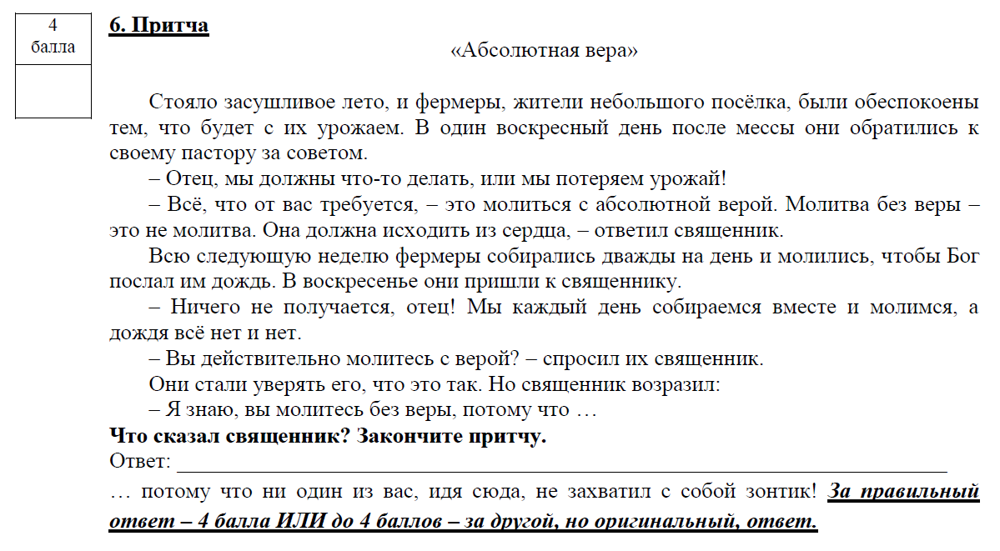 4
балла
6. Притча
«Абсолютная вера»
Стояло засушливое лето, и фермеры, жители небольшого посёлка, были обеспокоены
тем, что будет с их урожаем. В один воскресный день после мессы они обратились к
своему пастору за советом.
– Отец, мы должны что-то делать, или мы потеряем урожай!
– Всё, что от вас требуется, – это молиться с абсолютной верой. Молитва без веры –
это не молитва. Она должна исходить из сердца, – ответил священник.
Всю следующую неделю фермеры собирались дважды на день и молились, чтобы Бог
послал им дождь. В воскресенье они пришли к священнику.
– Ничего не получается, отец! Мы каждый день собираемся вместе и молимся, а
дождя всё нет и нет.
– Вы действительно молитесь с верой? – спросил их священник.
Они стали уверять его, что это так. Но священник возразил:
– Я знаю, вы молитесь без веры, потому что …
Что сказал священник? Закончите притчу.
Ответ:
… потому что ни один из вас, идя сюда, не захватил с собой зонтик! За правильный
ответ – 4 балла ИЛИ до 4 баллов – за другой, но оригинальный, ответ.